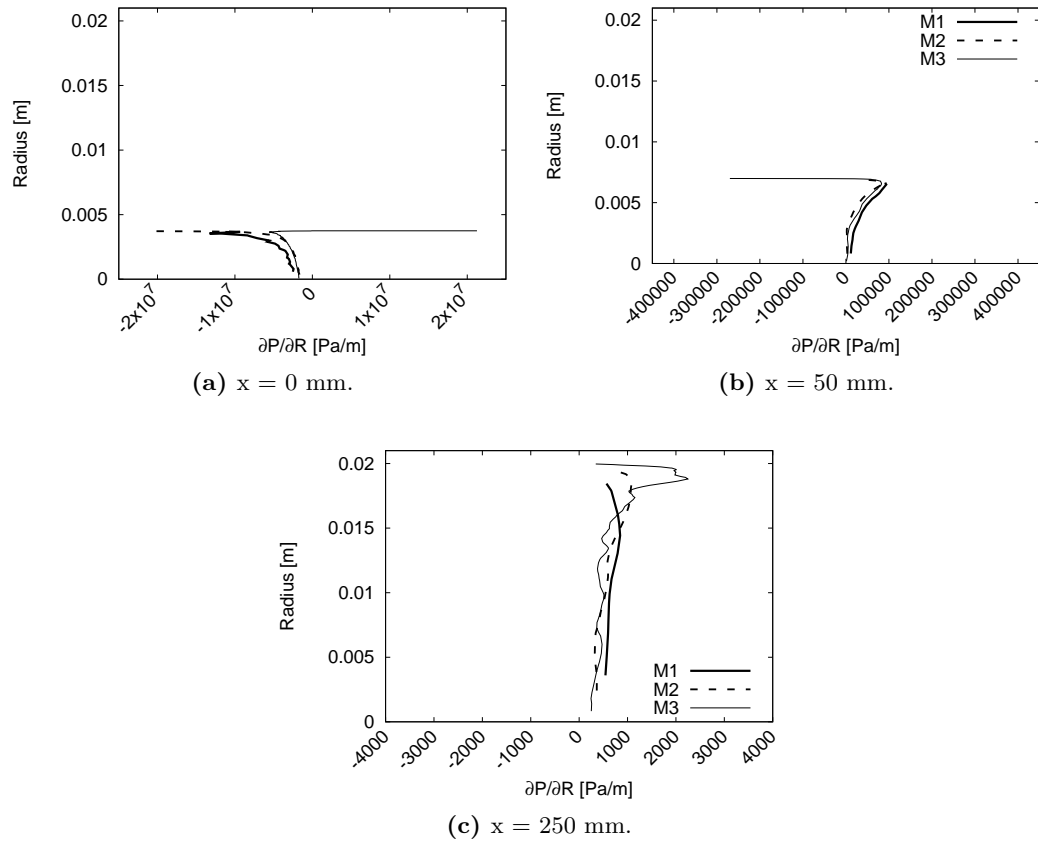 0.02
0.015
0.01
0.005
0
Radius [m]
-2x10⁻⁷
-1x10⁻⁷
0
1x10⁻⁷
2x10⁻⁷
∂P/∂R [Pa/m]
(a) x = 0 mm.
M1
M2
M3
0.02
0.015
0.01
0.005
0
Radius [m]
-400000
-300000
-200000
-100000
0
100000
200000
300000
400000
∂P/∂R [Pa/m]
(b) x = 50 mm.
0.02
0.015
0.01
0.005
0
Radius [m]
M1
M2
M3
-4000
-3000
-2000
-1000
0
1000
2000
3000
4000
∂P/∂R [Pa/m]
(c) x = 250 mm.